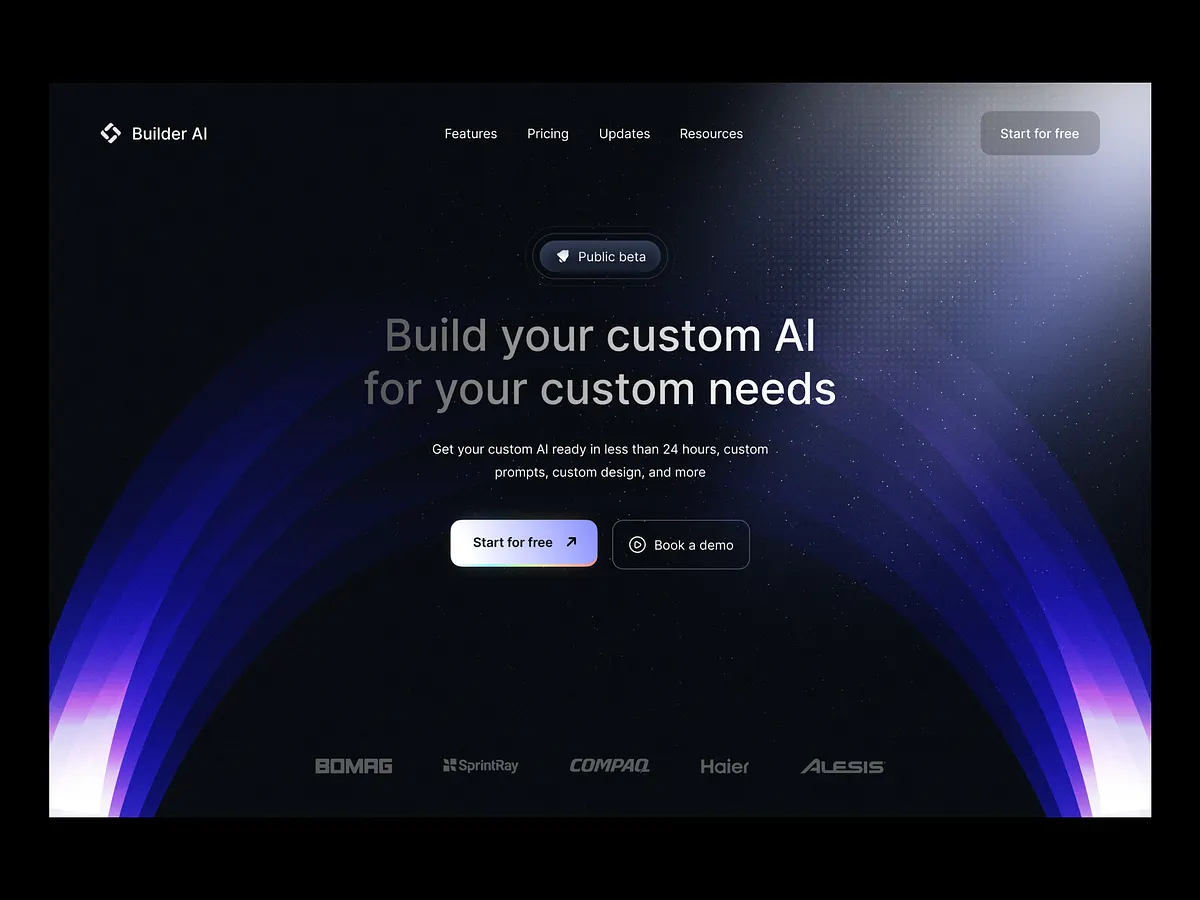 Builder AI
Features Pricing Updates Resources
Start for free
Public beta
Build your custom AI
for your custom needs
Get your custom AI ready in less than 24 hours, custom
prompts, custom design, and more
Start for free
Book a demo
BOMAG SprintRay COMPAQ Haier ALESIS